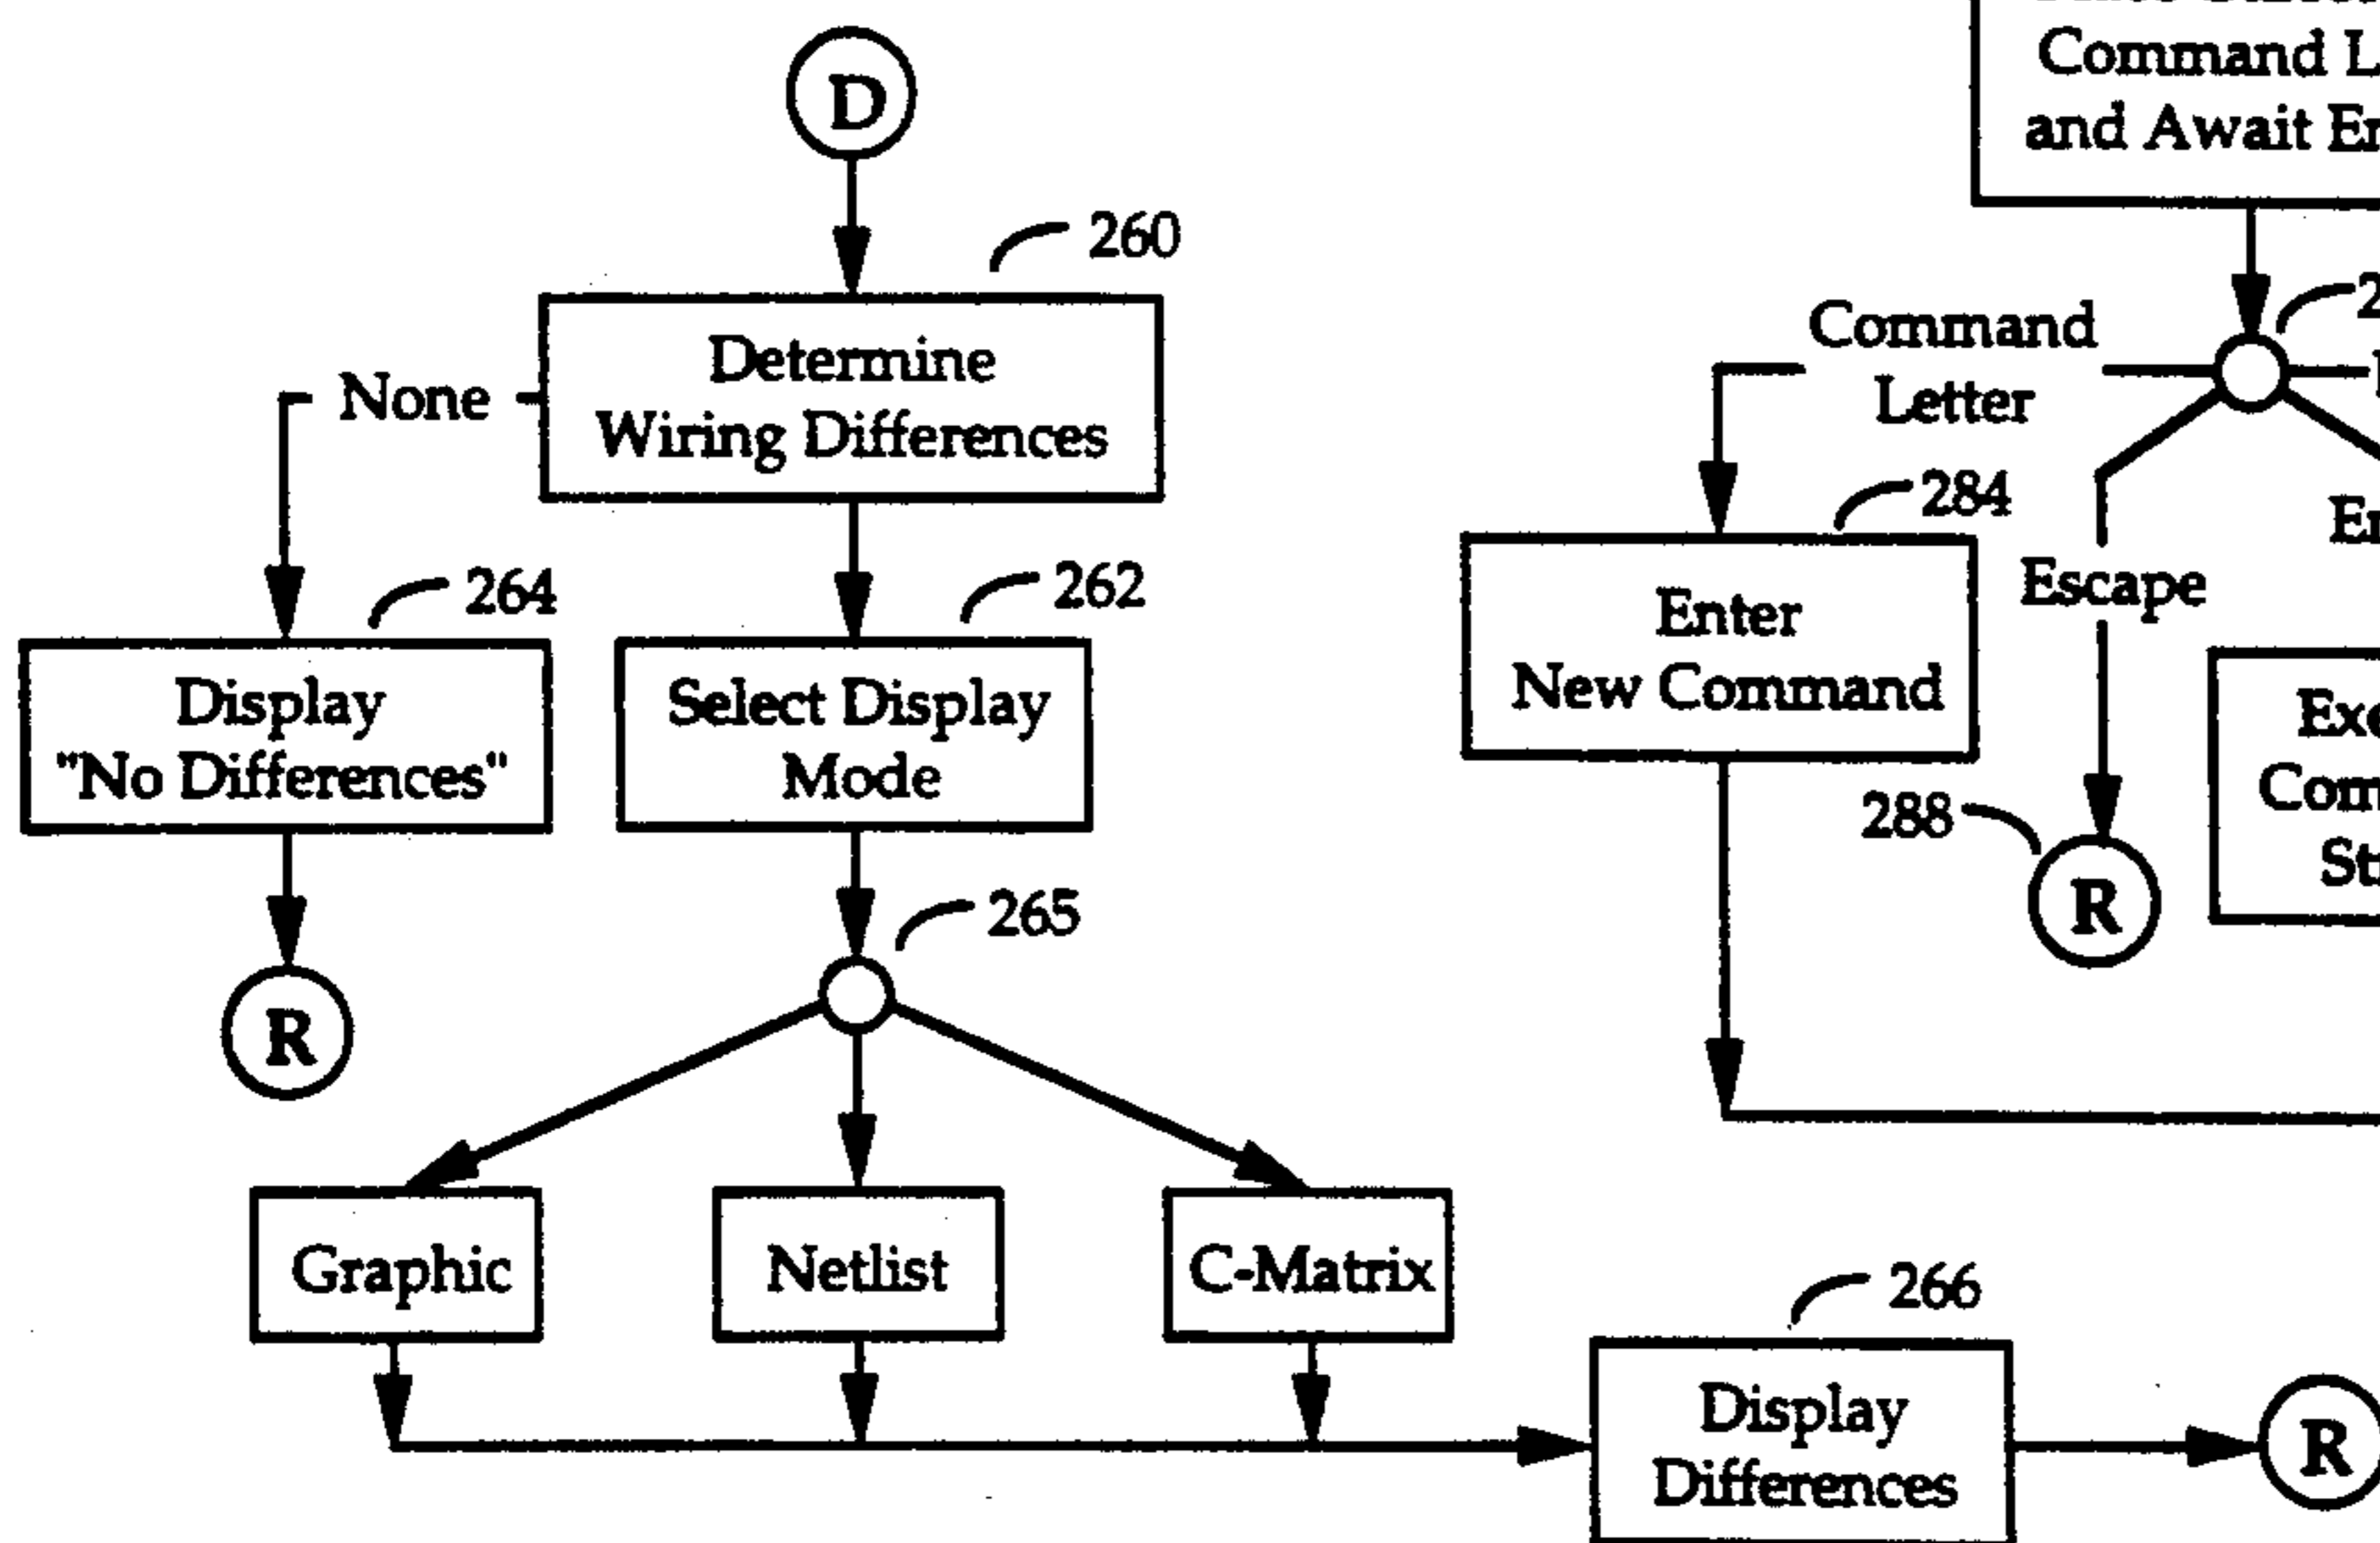 D
260
Determine
Wiring Differences
None
264
Display
"No Differences"
R
262
Select Display
Mode
265
Graphic
Netlist
C-Matrix
266
Display
Differences
R
Command
and Await
Command
Letter
284
Enter
New Command
Escape
288
R